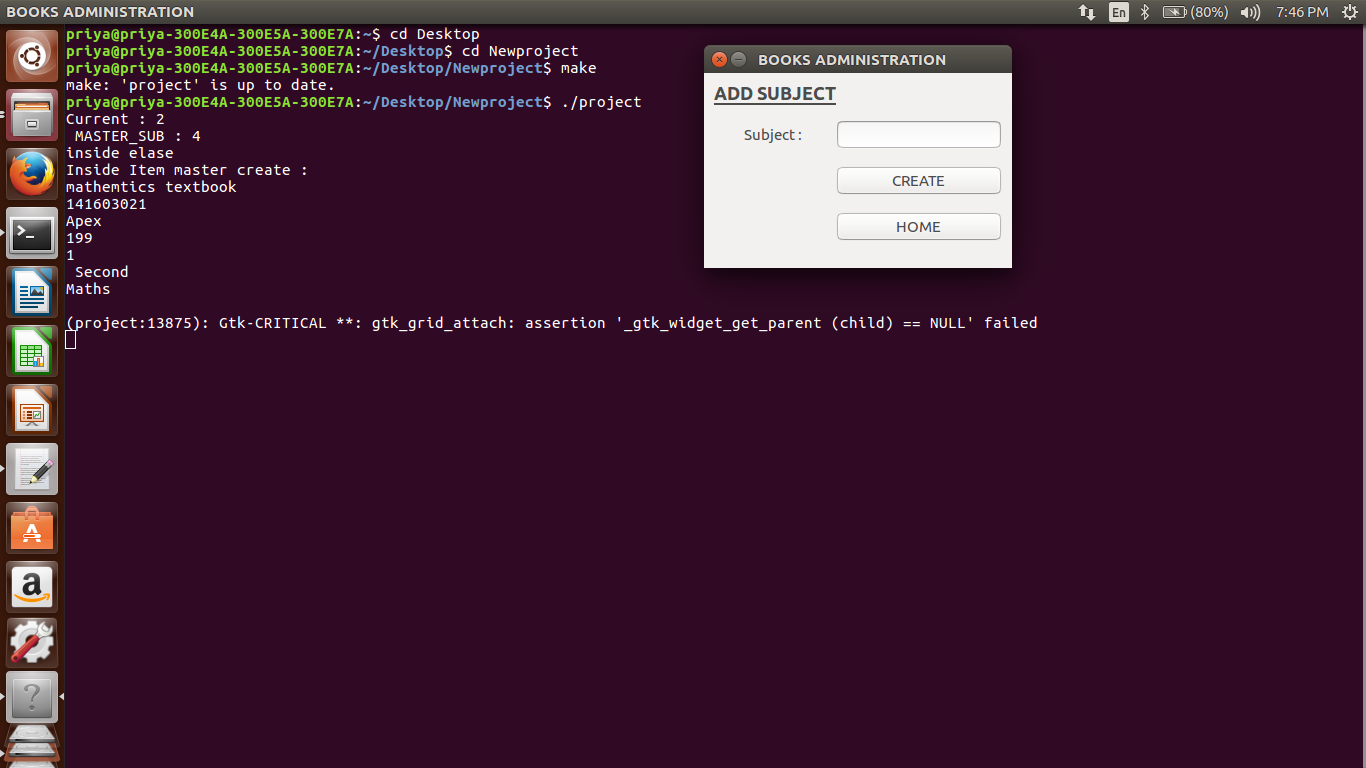 BOOKS ADMINISTRATION
En (80%) 7:46 PM
priya@priya-300E4A-300E5A-300E7A:~$ cd Desktop
priya@priya-300E4A-300E5A-300E7A:~/Desktop$ cd Newproject
priya@priya-300E4A-300E5A-300E7A:~/Desktop/Newproject$ make
make: 'project' is up to date.
priya@priya-300E4A-300E5A-300E7A:~/Desktop/Newproject$ ./project
Current : 2
 MASTER_SUB : 4
inside elase
Inside Item master create :
mathemtics textbook
141603021
Apex
199
1
 Second
Maths
(project:13875): Gtk-CRITICAL **: gtk_grid_attach: assertion '_gtk_widget_get_parent (child) == NULL' failed
BOOKS ADMINISTRATION
ADD SUBJECT
Subject :
CREATE
HOME